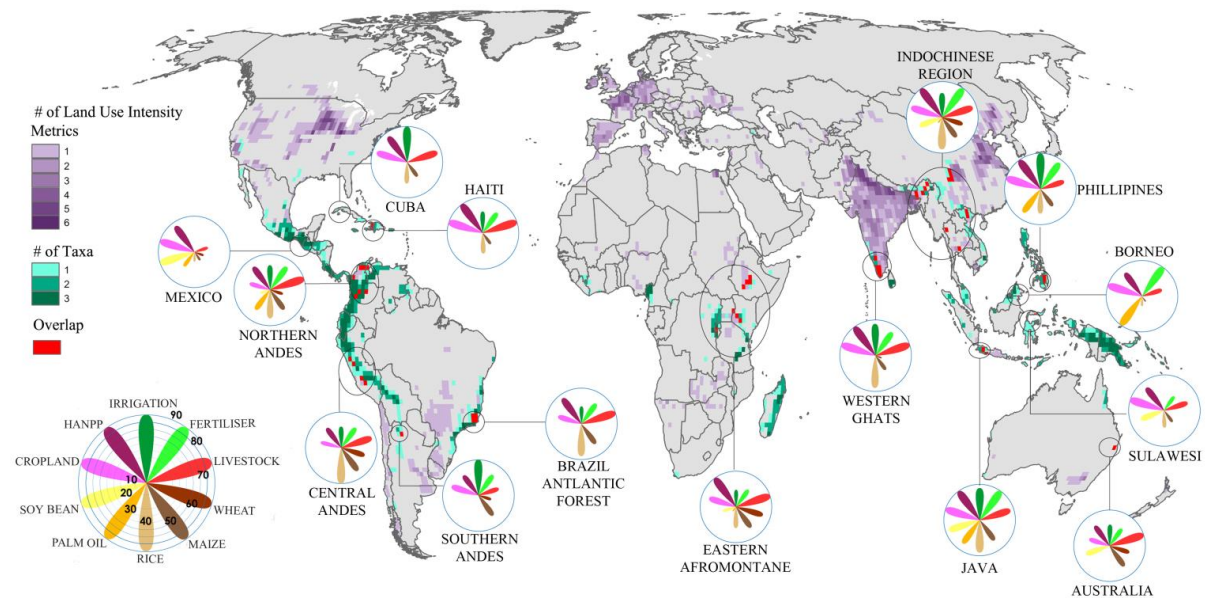 INDOCHINESE
REGION
# of Land Use Intensity
Metrics
1
2
3
4
5
6
CUBA
HAITI
PHILLIPINES
# of Taxa
1
2
3
Overlap
MEXICO
NORTHERN
ANDES
BORNEO
WESTERN
GHATS
SULAWESI
BRAZIL
ANTLANTIC
FOREST
CENTRAL
ANDES
SOUTHERN
ANDES
EASTERN
AFROMONTANE
JAVA
AUSTRALIA
IRRIGATION
HANPP
90
FERTILISER
80
CROPLAND
LIVESTOCK
10
70
20
SOY BEAN
60
WHEAT
30
40
50
PALM OIL
MAIZE
RICE